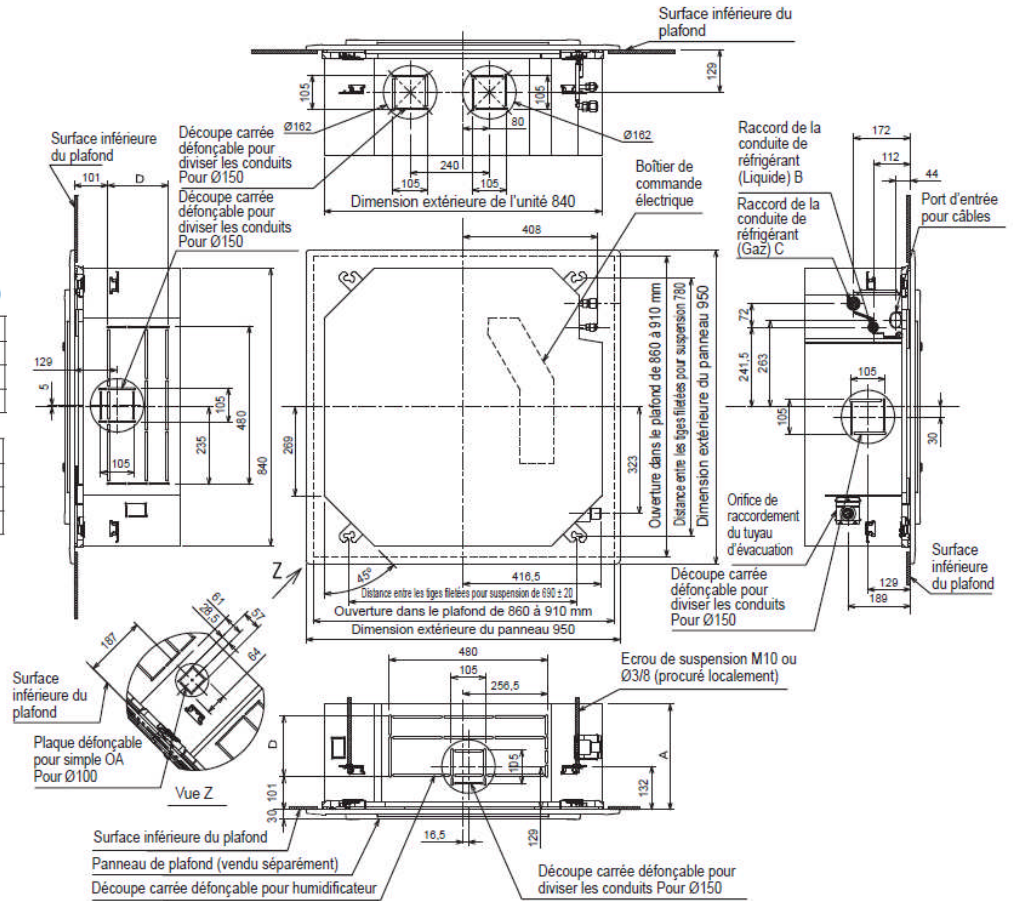 Surface inférieure du
plafond
129
105
105
Ø162
80
Ø162
240
105
105
Dimension extérieure de l'unité 840
Découpe carrée
défonçable pour
diviser les conduits
Pour Ø150
Découpe carrée
défonçable pour
diviser les conduits
Pour Ø150
Surface inférieure
du plafond
101
D
129
5
105
105
235
480
840
Boîtier de
commande
électrique
408
269
323
Ouverture dans le plafond de 860 à 910 mm
Distance entre les tiges filetées pour suspension 780
Dimension extérieure du panneau 950
45°
416,5
Distance entre les tiges filetées pour suspension de 690 ± 20
Ouverture dans le plafond de 860 à 910 mm
Dimension extérieure du panneau 950
Z
Raccord de la
conduite de
réfrigérant
(Liquide) B
Raccord de la
conduite de
réfrigérant
(Gaz) C
172
112
44
Port d'entrée
pour câbles
72
241,5
263
105
105
30
Orifice de
raccordement
du tuyau
d'évacuation
Découpe carrée
défonçable pour
diviser les conduits
Pour Ø150
129
189
Surface
inférieure
du plafond
61
28,5
57
187
64
Surface
inférieure du
plafond
Plaque défonçable
pour simple OA
Pour Ø100
Vue Z
480
105
256,5
Ecrou de suspension M10 ou
Ø3/8 (procuré localement)
D
101
30
105
A
132
16,5
129
Surface inférieure du plafond
Panneau de plafond (vendu séparément)
Découpe carrée défonçable pour humidificateur
Découpe carrée défonçable pour
diviser les conduits Pour Ø150